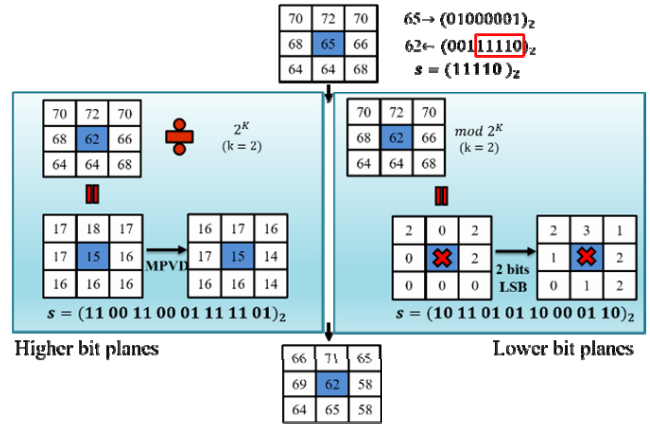 70 72 70
68 65 66
64 64 68
65→ (01000001)₂
62← (00111110)₂
s = (11110)₂
70 72 70
68 62 66
64 64 68
2ᴷ
(k = 2)
17 18 17
17 15 16
16 16 16
MPVD
16 17 16
17 15 14
16 16 14
s = (11 00 11 00 01 11 11 01)₂
Higher bit planes
70 72 70
68 62 66
64 64 68
mod 2ᴷ
(k = 2)
2 0 2
0 2
0 0 0
2 bits
LSB
2 3 1
1 2
0 1 2
s = (10 11 01 01 10 00 01 10)₂
Lower bit planes
66 71 65
69 62 58
64 65 58